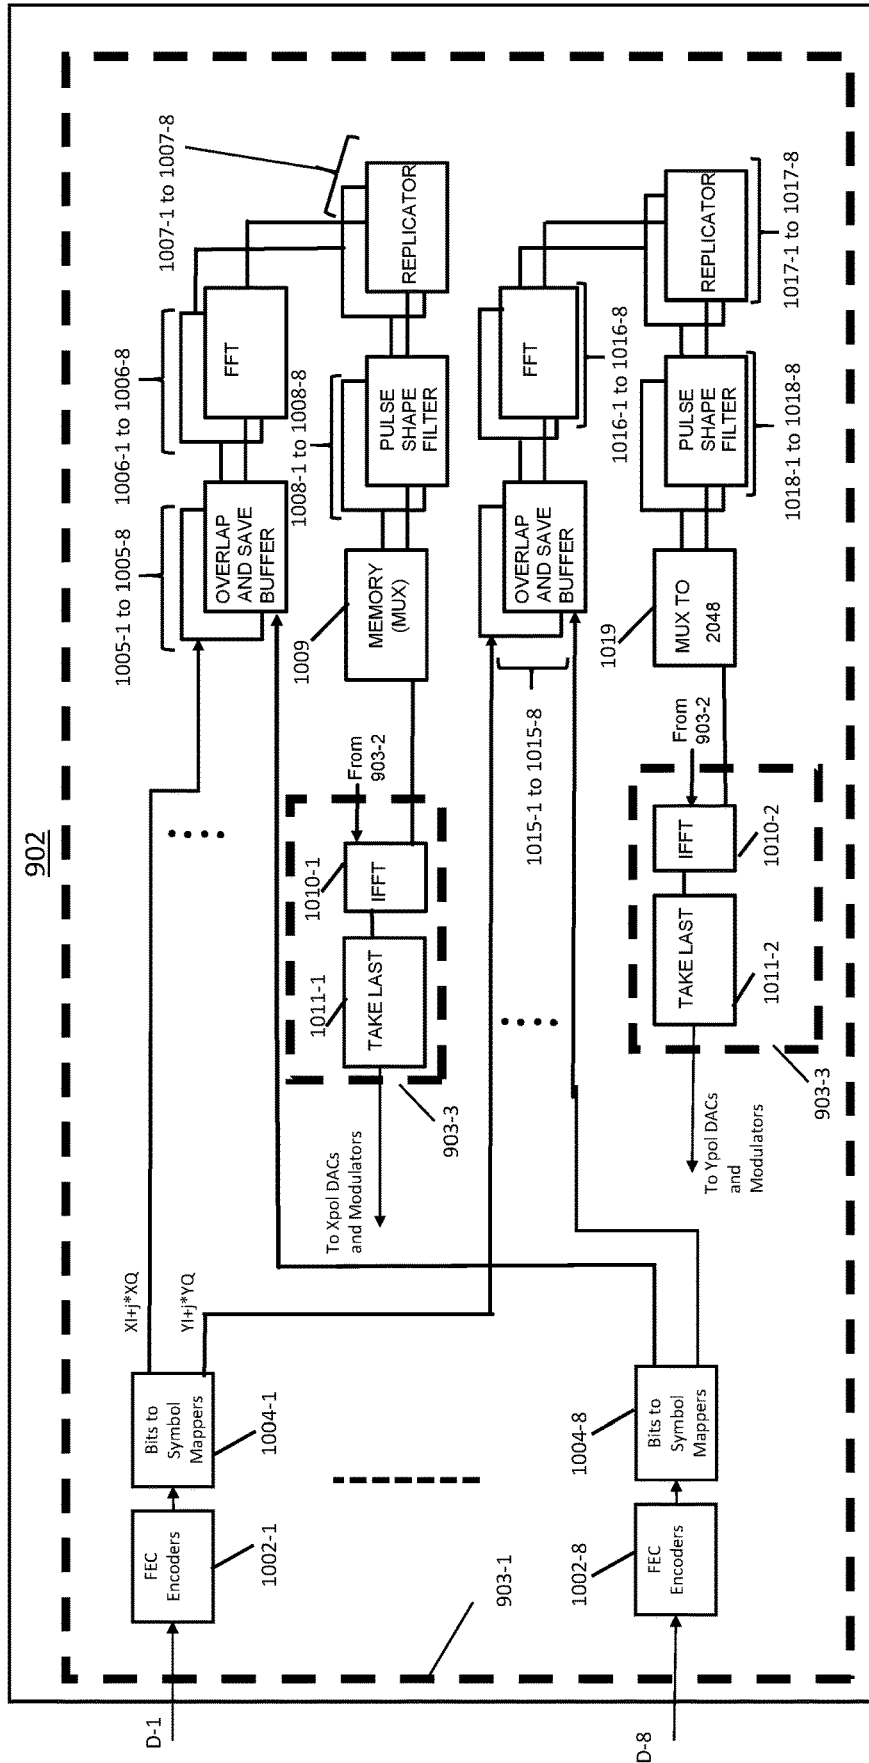 902
D-1
FEC
Encoders
1002-1
Bits to
Symbol
Mappers
1004-1
XI+j*XQ
YI+j*YQ
1005-1 to 1005-8
OVERLAP
AND SAVE
BUFFER
1006-1 to 1006-8
FFT
1007-1 to 1007-8
REPLICATOR
1008-1 to 1008-8
PULSE
SHAPE
FILTER
1009
MEMORY
(MUX)
From
903-2
1010-1
IFFT
1011-1
TAKE LAST
903-3
To Xpol DACs
and Modulators
1015-1 to 1015-8
OVERLAP
AND SAVE
BUFFER
FFT
1016-1 to 1016-8
REPLICATOR
1017-1 to 1017-8
PULSE
SHAPE
FILTER
1018-1 to 1018-8
1019
MUX TO
2048
From
903-2
IFFT
1010-2
TAKE LAST
1011-2
903-3
To Ypol DACs
and
Modulators
903-1
D-8
FEC
Encoders
1002-8
Bits to
Symbol
Mappers
1004-8